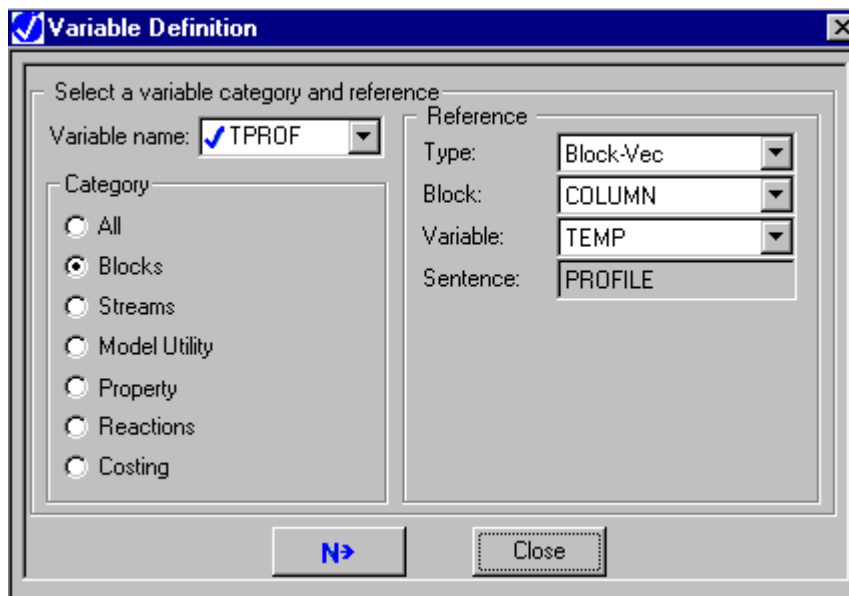 Variable Definition
Select a variable category and reference
Variable name: TPROF
Category
All
Blocks
Streams
Model Utility
Property
Reactions
Costing
Reference
Type: Block-Vec
Block: COLUMN
Variable: TEMP
Sentence: PROFILE
N
Close